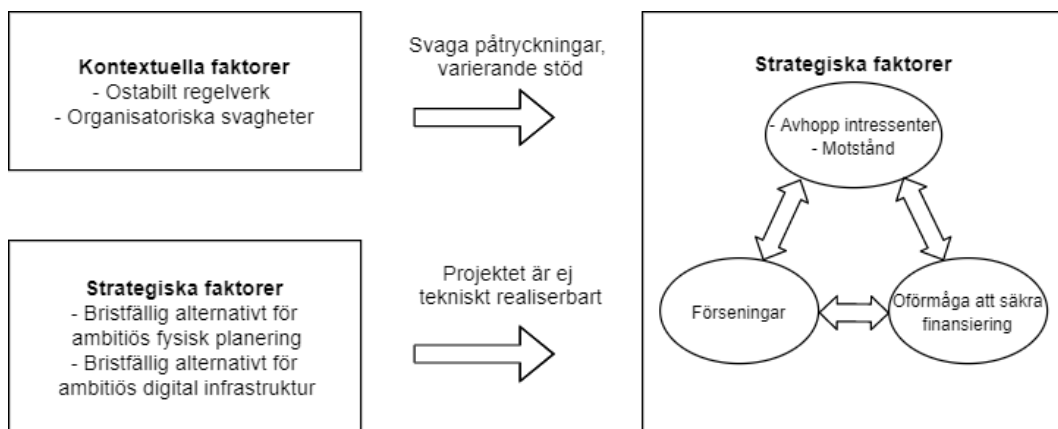 Kontextuella faktorer
- Ostabilt regelverk
- Organisatoriska svagheter
Svaga påtryckningar,
varierande stöd
Strategiska faktorer
- Bristfällig alternativt för
ambitiös fysisk planering
- Bristfällig alternativt för
ambitiös digital infrastruktur
Projektet är ej
tekniskt realiserbart
Strategiska faktorer
- Avhopp intressenter
- Motstånd
Förseningar
Oförmåga att säkra
finansiering